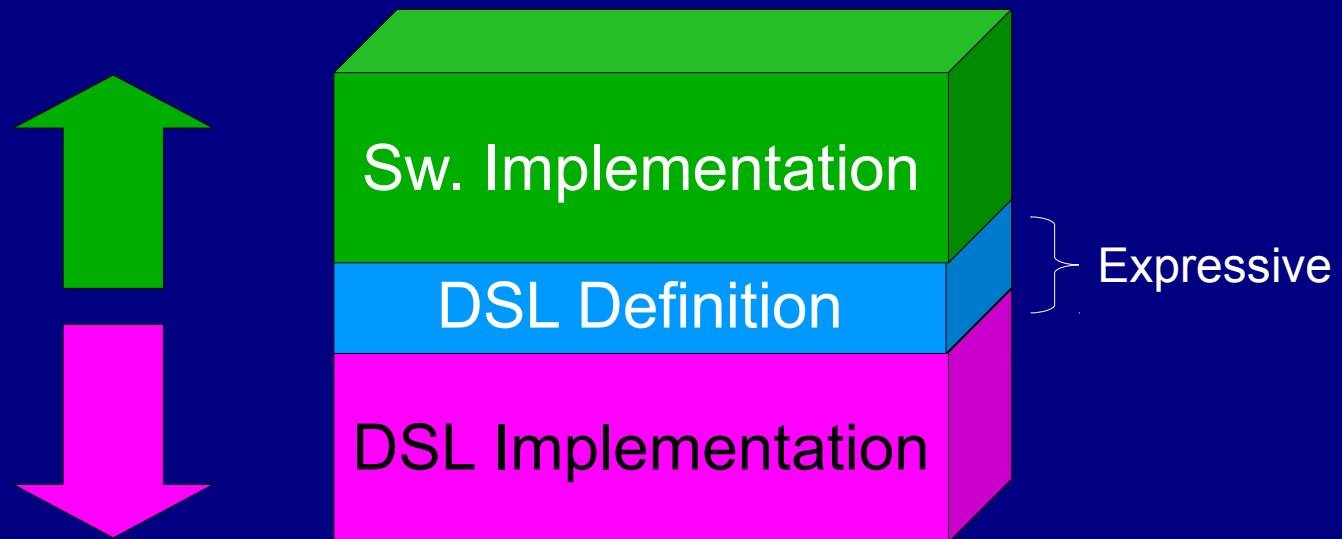 Sw. Implementation
Expressive
DSL Definition
DSL Implementation